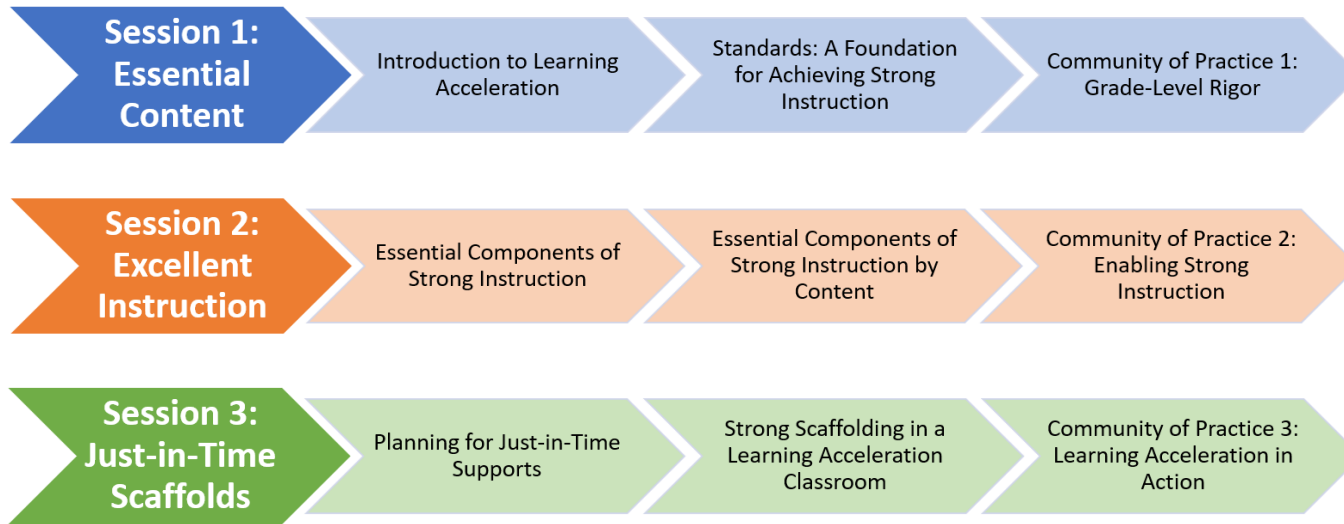 Session 1:
Essential
Content
Introduction to Learning
Acceleration
Standards: A Foundation
for Achieving Strong
Instruction
Community of Practice 1:
Grade-Level Rigor
Session 2:
Excellent
Instruction
Essential Components of
Strong Instruction
Essential Components of
Strong Instruction by
Content
Community of Practice 2:
Enabling Strong
Instruction
Session 3:
Just-in-Time
Scaffolds
Planning for Just-in-Time
Supports
Strong Scaffolding in a
Learning Acceleration
Classroom
Community of Practice 3:
Learning Acceleration in
Action